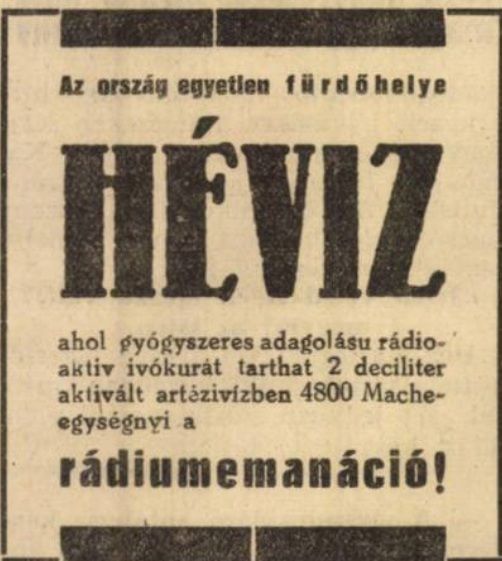 Az ország egyetlen fürdőhelye
HÉVIZ
ahol gyógyszeres adagolásu rádio-
aktiv ivókurát tarthat 2 deciliter
aktivált artézivízben 4800 Mache-
egységnyi a
rádiumemanáció!